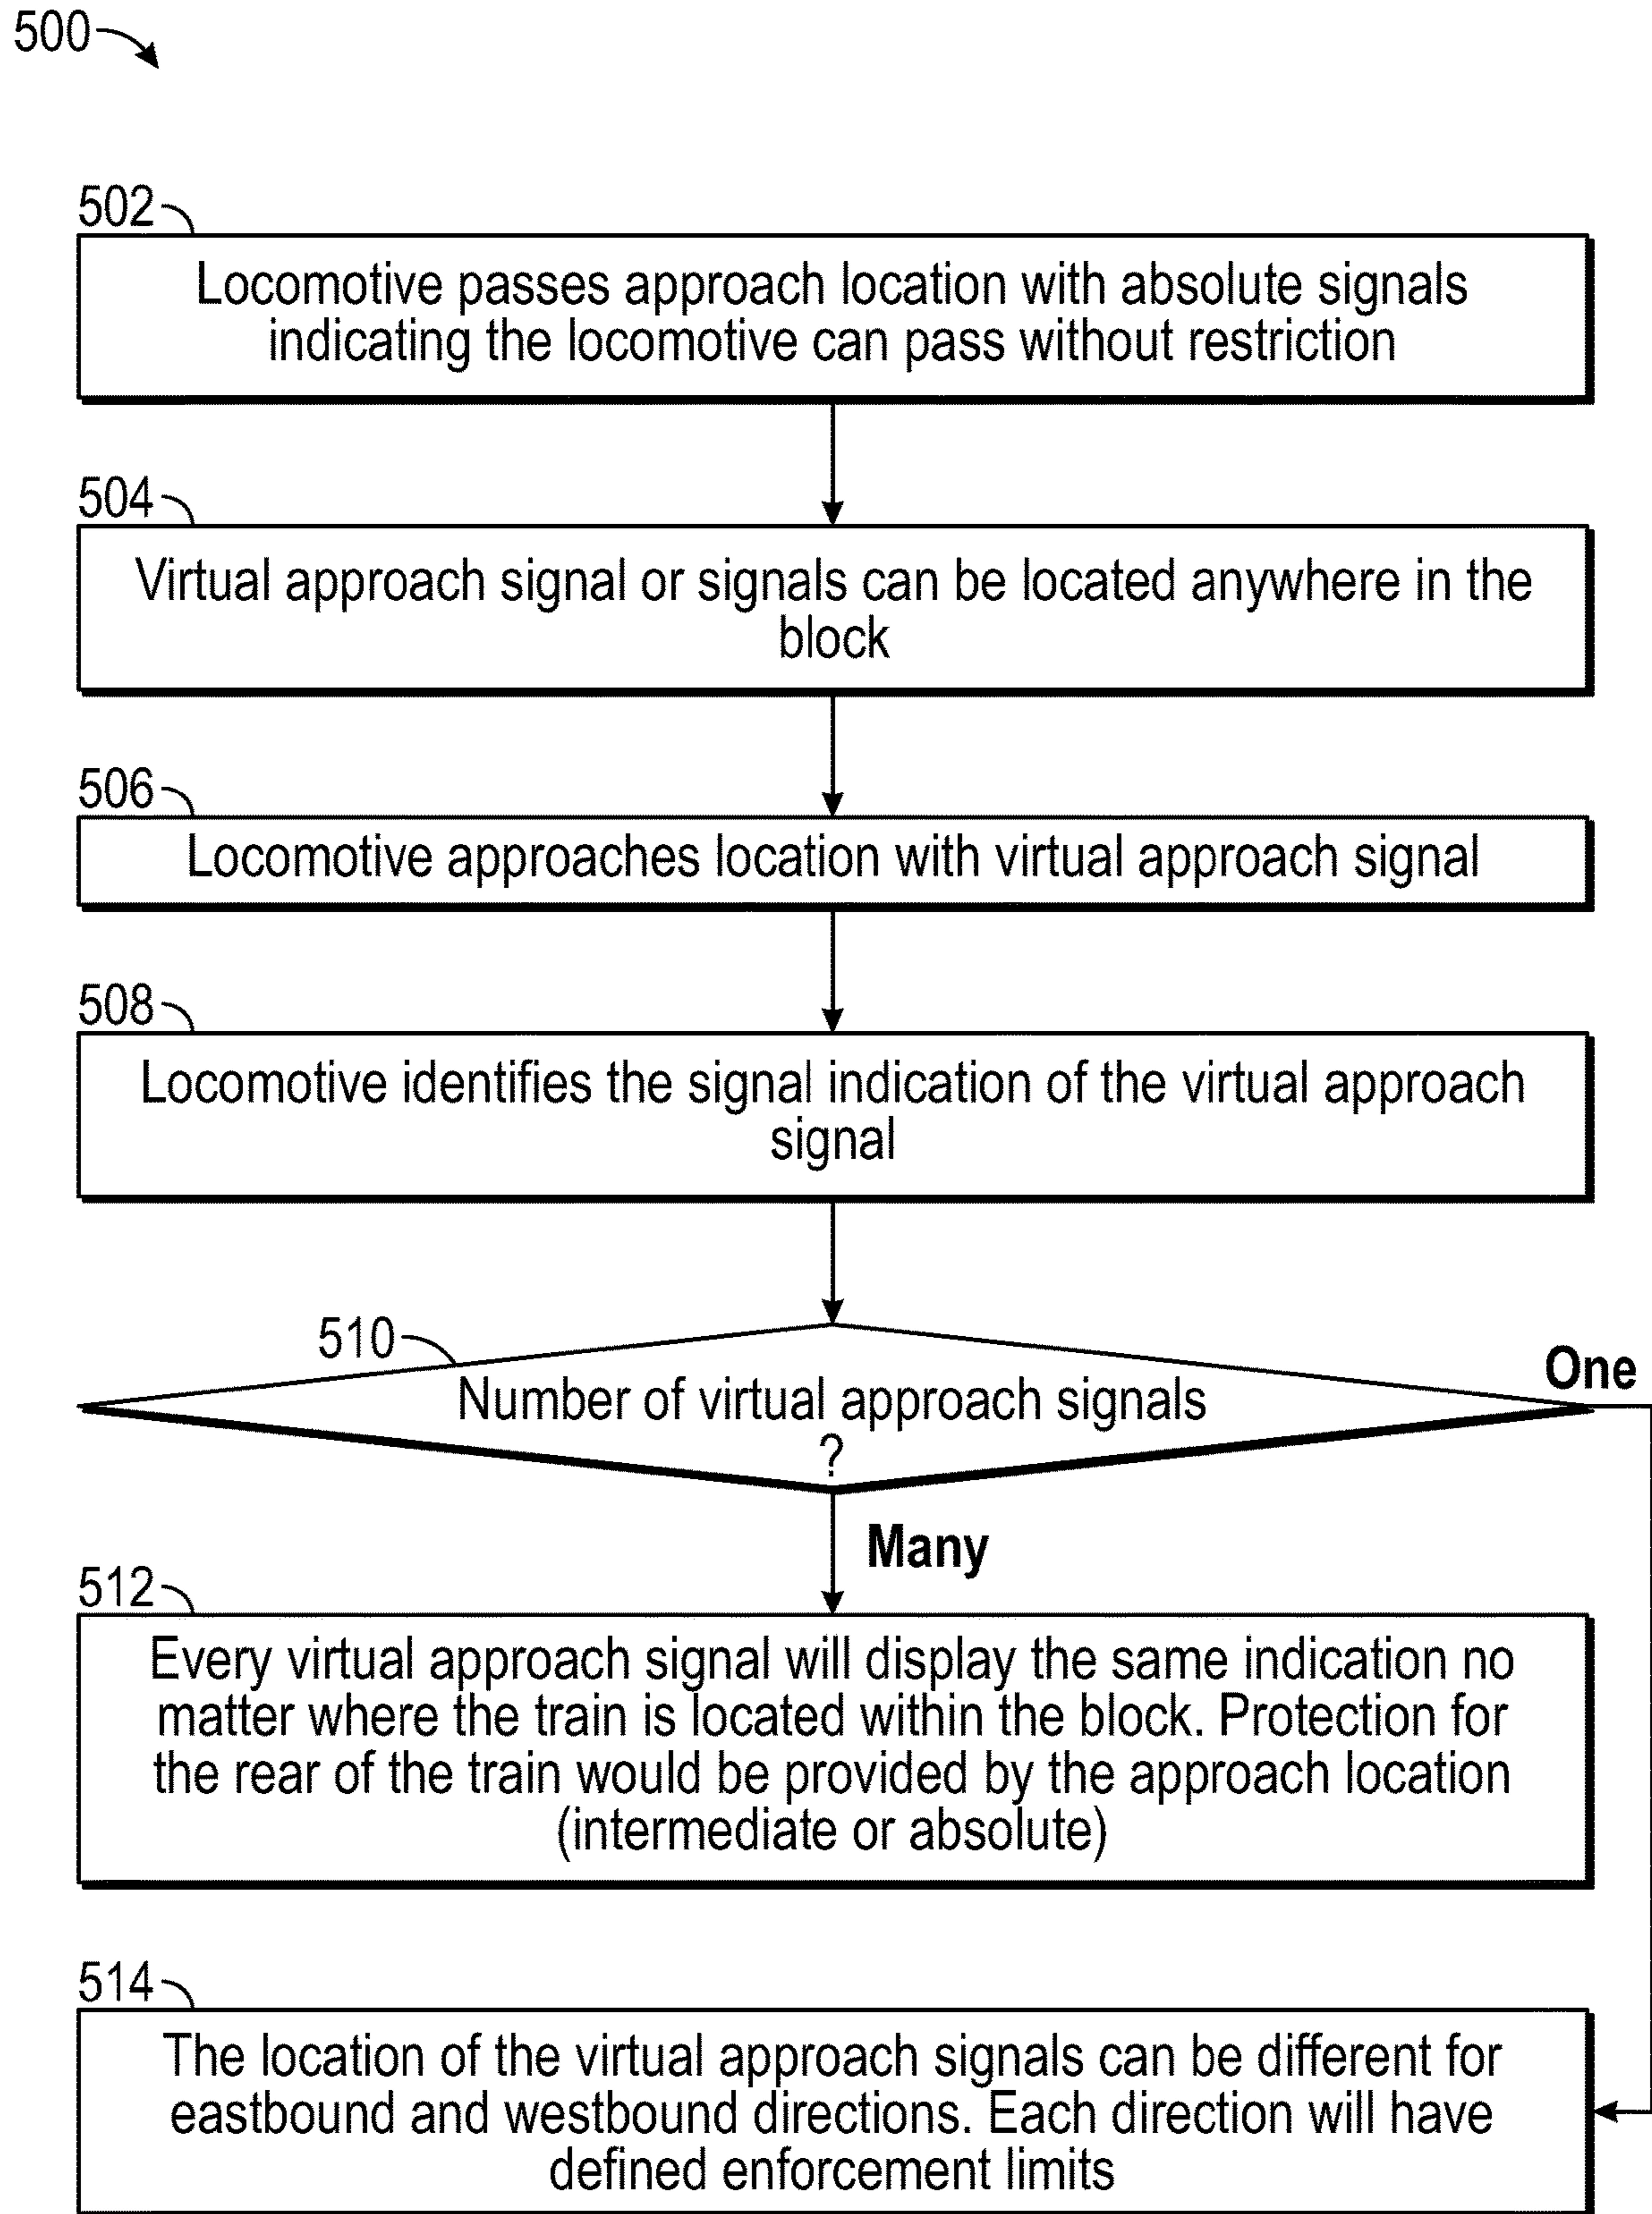 500
502
Locomotive passes approach location with absolute signals
indicating the locomotive can pass without restriction
504
Virtual approach signal or signals can be located anywhere in the
block
506
Locomotive approaches location with virtual approach signal
508
Locomotive identifies the signal indication of the virtual approach
signal
510
One
Number of virtual approach signals
?
Many
512
Every virtual approach signal will display the same indication no
matter where the train is located within the block. Protection for
the rear of the train would be provided by the approach location
(intermediate or absolute)
514
The location of the virtual approach signals can be different for
eastbound and westbound directions. Each direction will have
defined enforcement limits